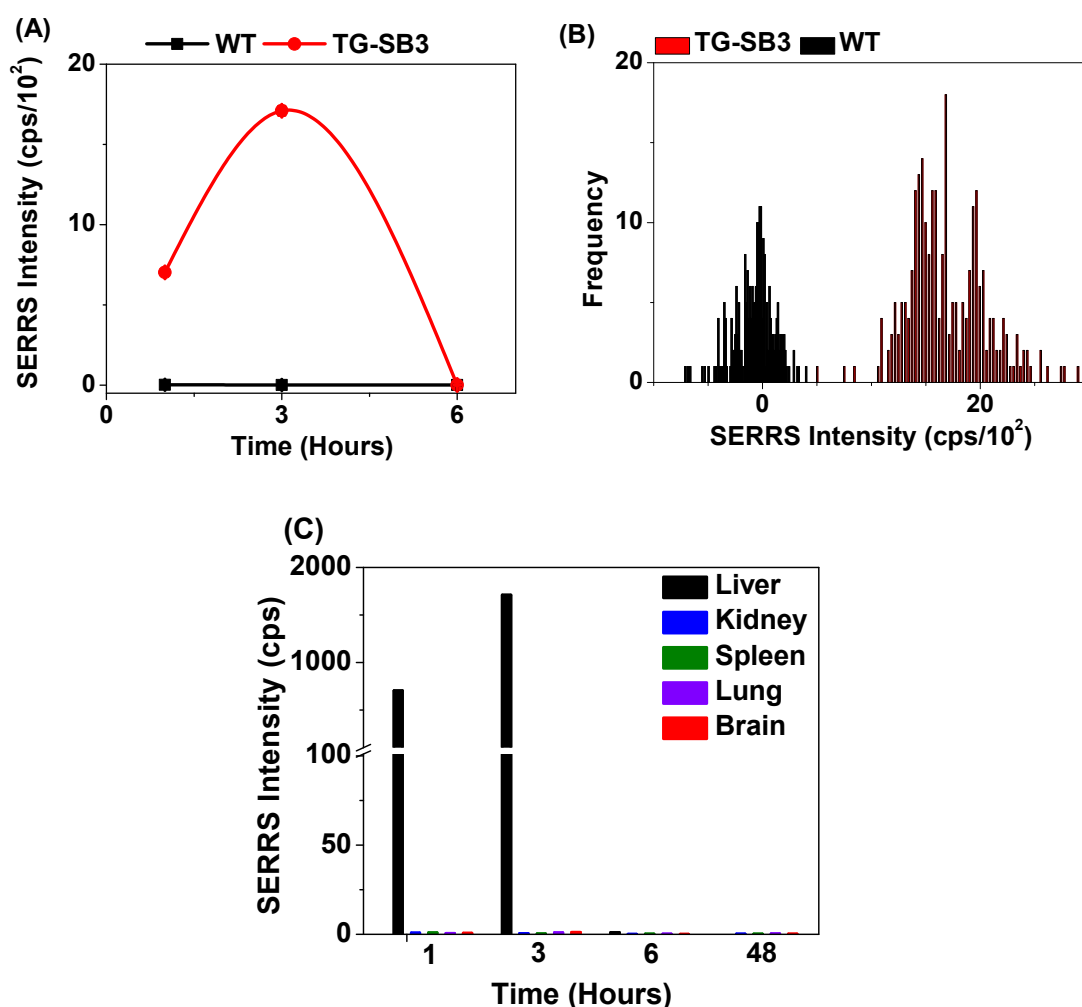 (A)
WT TG-SB3
SERRS Intensity (cps/10²)
20
10
0
0 3 6
Time (Hours)
(B)
TG-SB3 WT
Frequency
20
10
0
0 20
SERRS Intensity (cps/10²)
(C)
SERRS Intensity (cps)
2000
1000
100
50
0
Liver
Kidney
Spleen
Lung
Brain
1 3 6 48
Time (Hours)